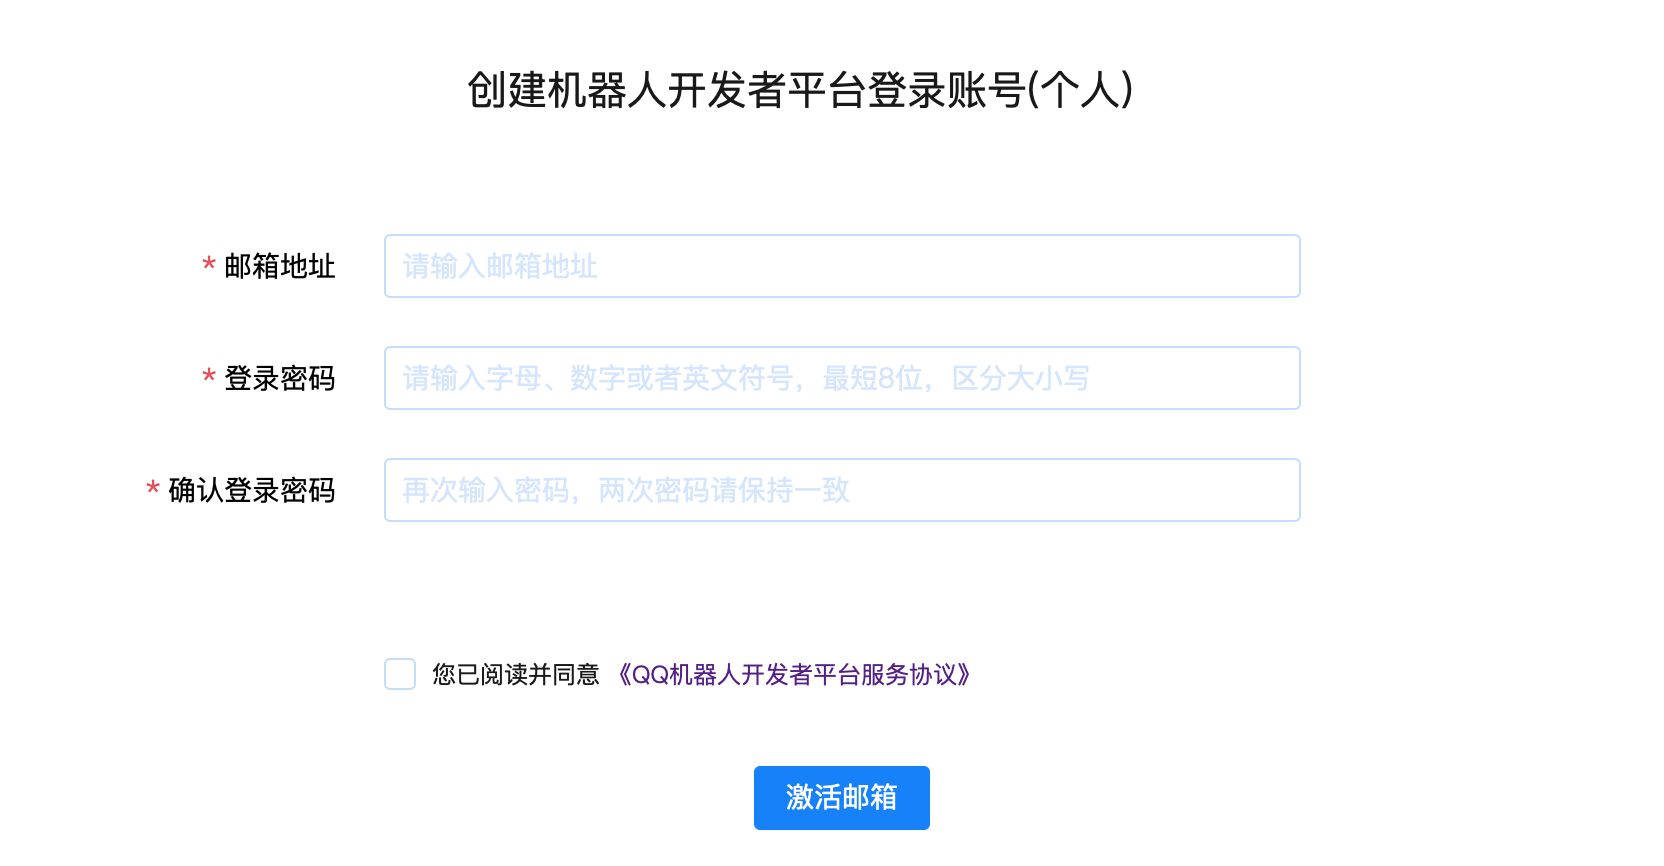 创建机器人开发者平台登录账号(个人)
* 邮箱地址 请输入邮箱地址
* 登录密码 请输入字母、数字或者英文符号，最短8位，区分大小写
* 确认登录密码 再次输入密码，两次密码请保持一致
您已阅读并同意 《QQ机器人开发者平台服务协议》
激活邮箱